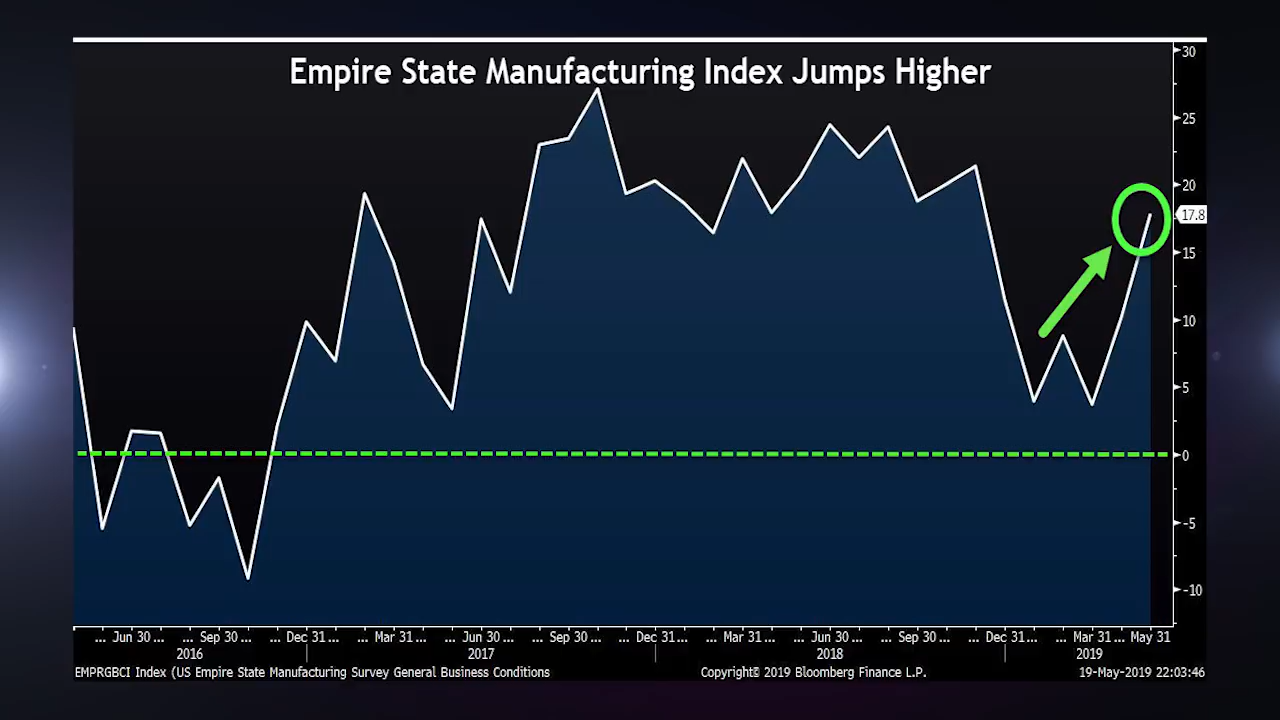 Empire State Manufacturing Index Jumps Higher
30
25
20
17.8
15
10
5
0
-5
-10
... Jun 30 ... ... Sep 30 ... ... Dec 31 ... ... Mar 31 ... ... Jun 30 ... ... Sep 30 ... ... Dec 31 ... ... Mar 31 ... ... Jun 30 ... ... Sep 30 ... ... Dec 31 ... ... Mar 31 ... May 31
2016 2017 2018 2019
EMPRGBCI Index (US Empire State Manufacturing Survey General Business Conditions Copyright© 2019 Bloomberg Finance L.P. 19-May-2019 22:03:46